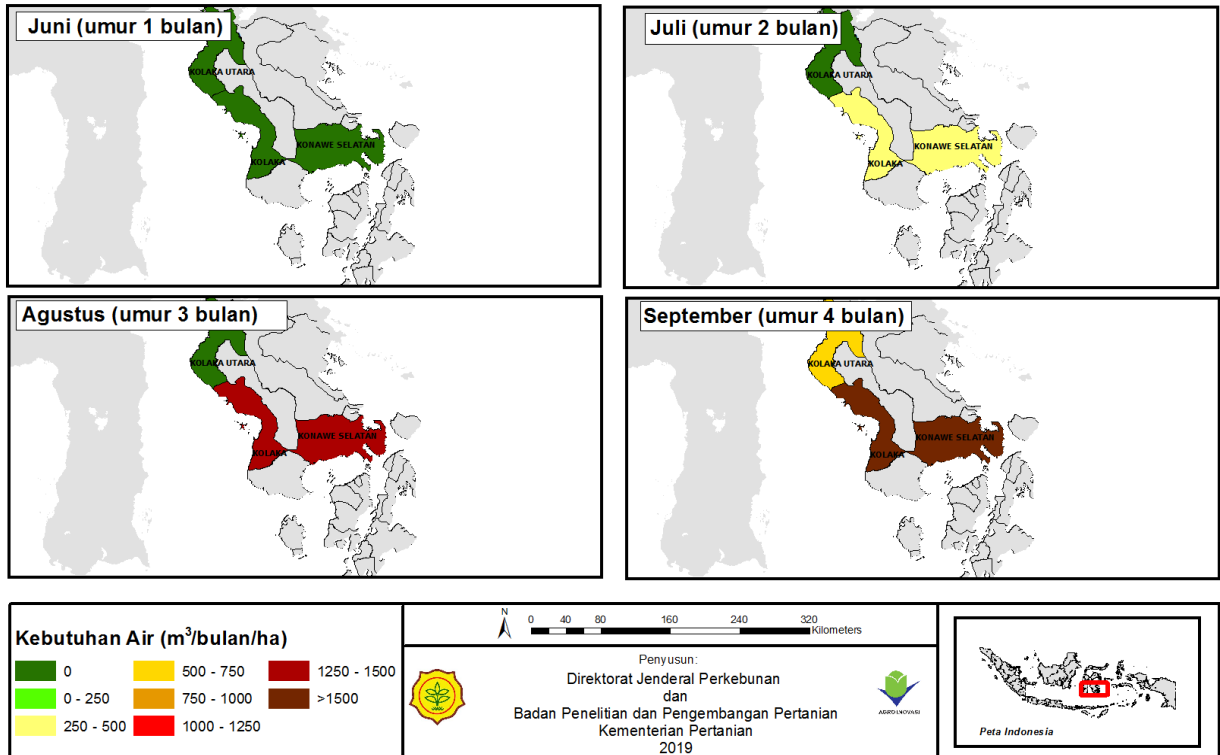 Juni (umur 1 bulan)
KOLAKA UTARA
KONAWE SELATAN
KOLAKA
Juli (umur 2 bulan)
KOLAKA UTARA
KONAWE SELATAN
KOLAKA
Agustus (umur 3 bulan)
KOLAKA UTARA
KONAWE SELATAN
KOLAKA
September (umur 4 bulan)
KOLAKA UTARA
KONAWE SELATAN
KOLAKA
Kebutuhan Air (m³/bulan/ha)
0
0 - 250
250 - 500
500 - 750
750 - 1000
1000 - 1250
1250 - 1500
>1500
N
0 40 80 160 240 320
Kilometers
Penyusun:
Direktorat Jenderal Perkebunan
dan
Badan Penelitian dan Pengembangan Pertanian
Kementerian Pertanian
2019
AGRO INOVASI
Peta Indonesia